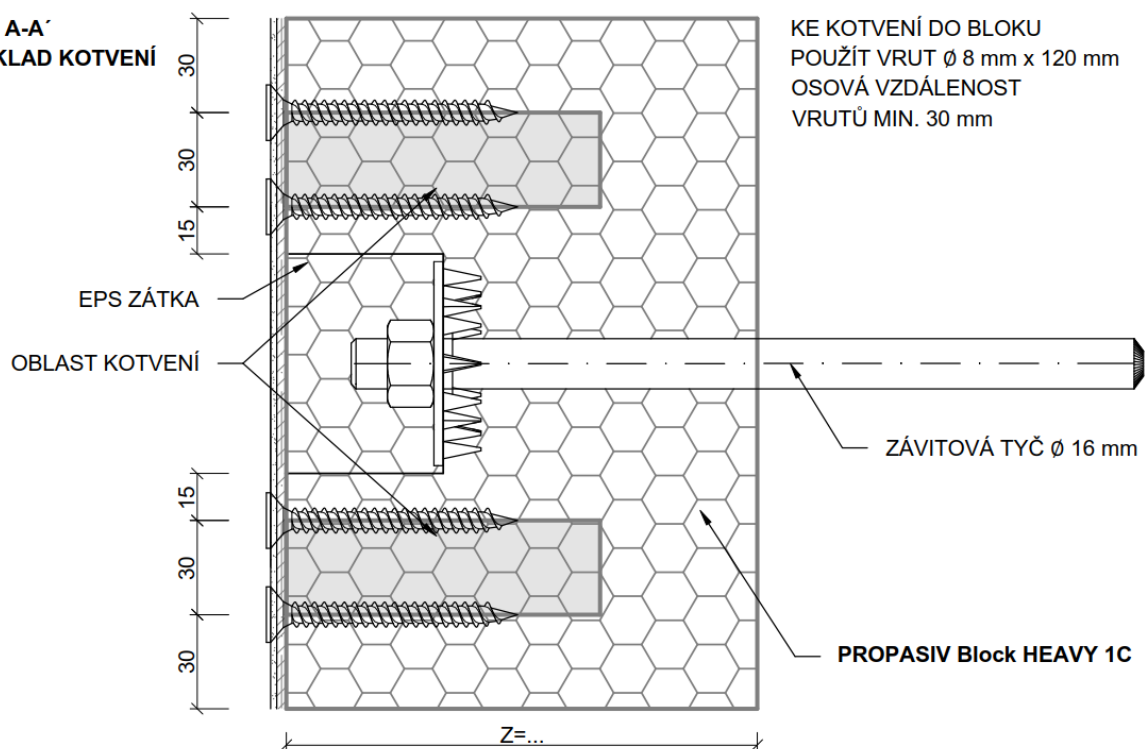 A-A´
KLAD KOTVENÍ
KE KOTVENÍ DO BLOKU
POUŽÍT VRUT Ø 8 mm x 120 mm
OSOVÁ VZDÁLENOST
VRUTŮ MIN. 30 mm
30
30
15
EPS ZÁTKA
OBLAST KOTVENÍ
ZÁVITOVÁ TYČ Ø 16 mm
15
30
30
PROPASIV Block HEAVY 1C
Z=...